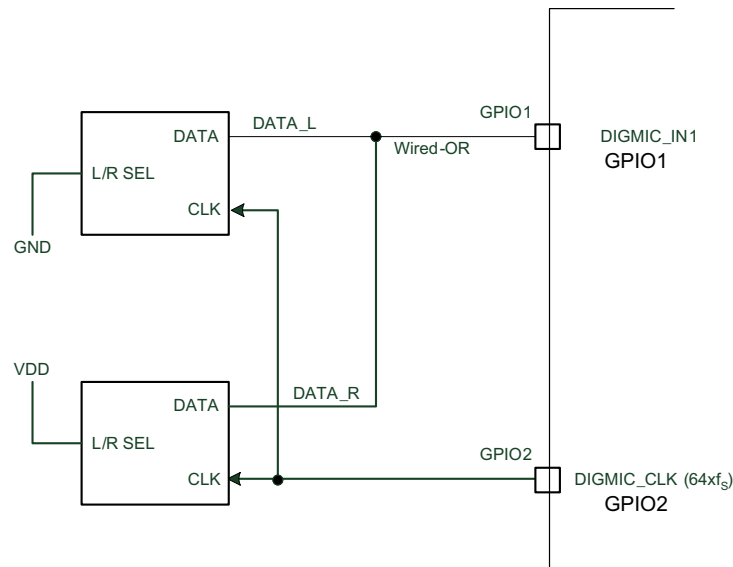 GPIO1
DATA DATA_L
Wired-OR
DIGMIC_IN1
GPIO1
L/R SEL
CLK
GND
VDD
DATA DATA_R
L/R SEL
GPIO2
CLK
DIGMIC_CLK (64xfS)
GPIO2